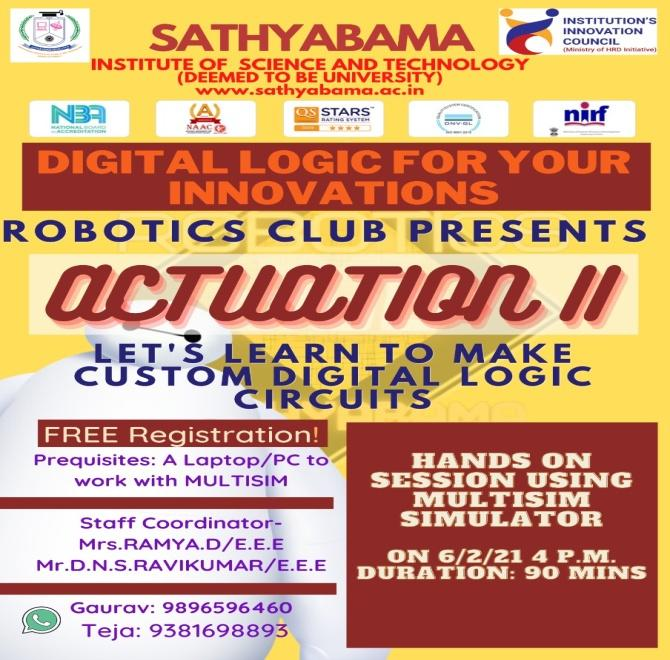 SATHYABAMA
INSTITUTE OF SCIENCE AND TECHNOLOGY
(DEEMED TO BE UNIVERSITY)
www.sathyabama.ac.in
INSTITUTION'S
INNOVATION
COUNCIL
(Ministry of HRD Initiative)
NBA
NATIONAL BOARD
OF ACCREDITATION
NAAC
QS STARS™
RATING SYSTEM
DNV·GL
nirf
DIGITAL LOGIC FOR YOUR
INNOVATIONS
ROBOTICS CLUB PRESENTS
ACTUATION II
LET'S LEARN TO MAKE
CUSTOM DIGITAL LOGIC
CIRCUITS
FREE Registration!
Prequisites: A Laptop/PC to
work with MULTISIM
Staff Coordinator-
Mrs.RAMYA.D/E.E.E
Mr.D.N.S.RAVIKUMAR/E.E.E
Gaurav: 9896596460
Teja: 9381698893
HANDS ON
SESSION USING
MULTISIM
SIMULATOR
ON 6/2/21 4 P.M.
DURATION: 90 MINS